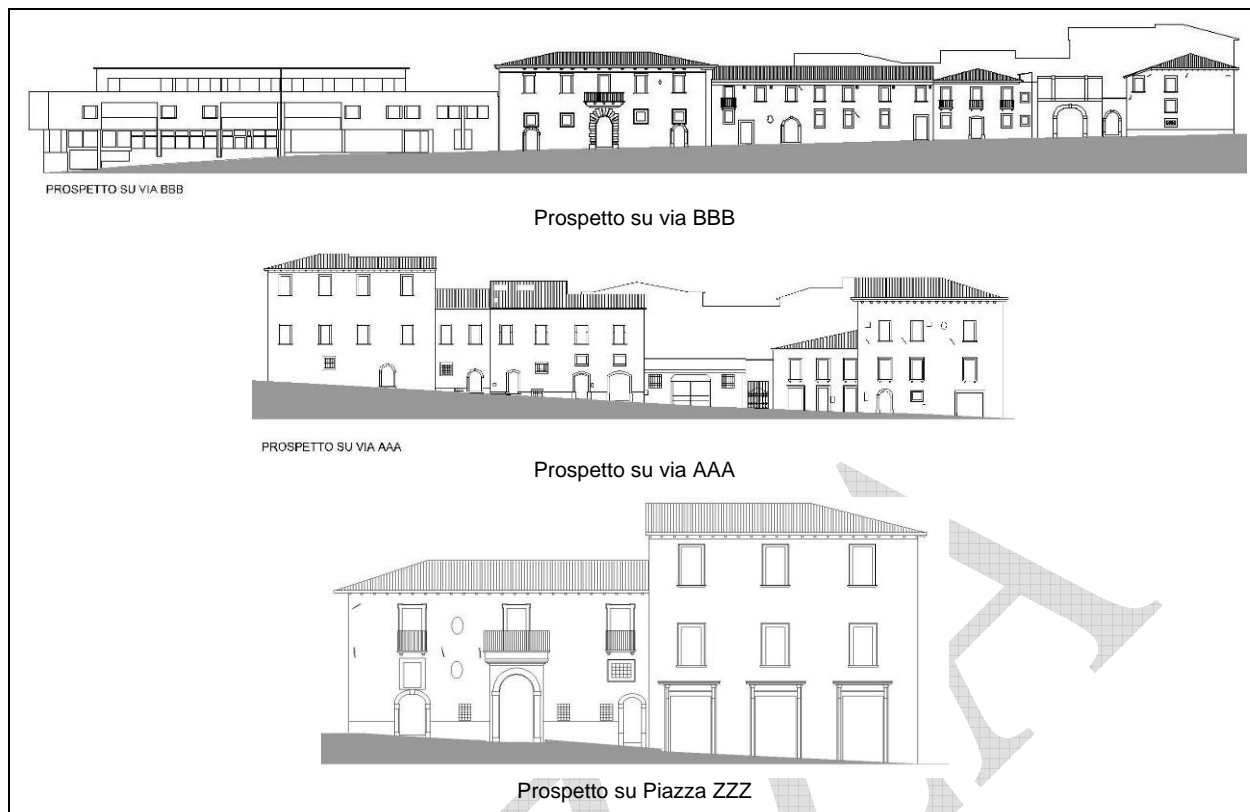 PROSPETTO SU VIA BBB
Prospetto su via BBB
PROSPETTO SU VIA AAA
Prospetto su via AAA
Prospetto su Piazza ZZZ